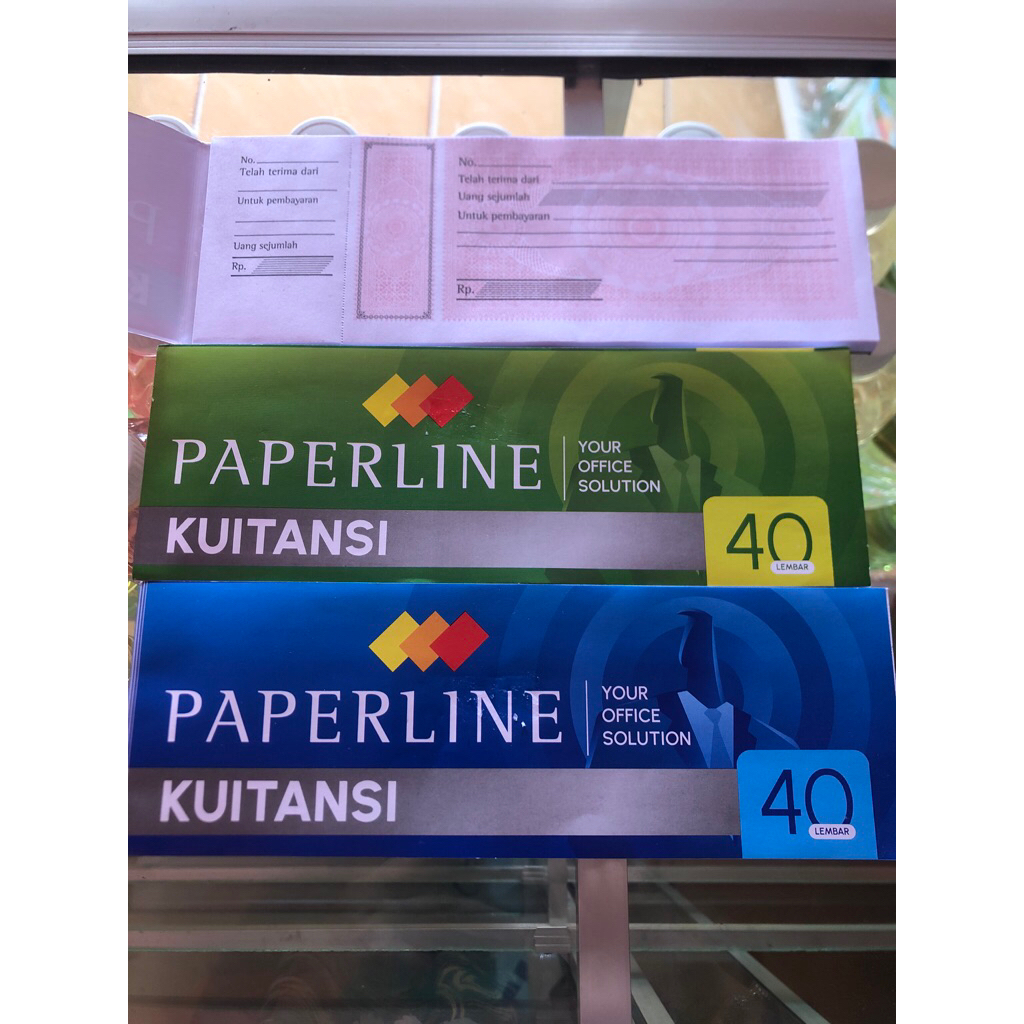 No.
Telah terima dari
Untuk pembayaran
Uang sejumlah
Rp.
No.
Telah terima dari
Uang sejumlah
Untuk pembayaran
Rp.
PAPERLINE
YOUR
OFFICE
SOLUTION
KUITANSI
40
LEMBAR
PAPERLINE
YOUR
OFFICE
SOLUTION
KUITANSI
40
LEMBAR